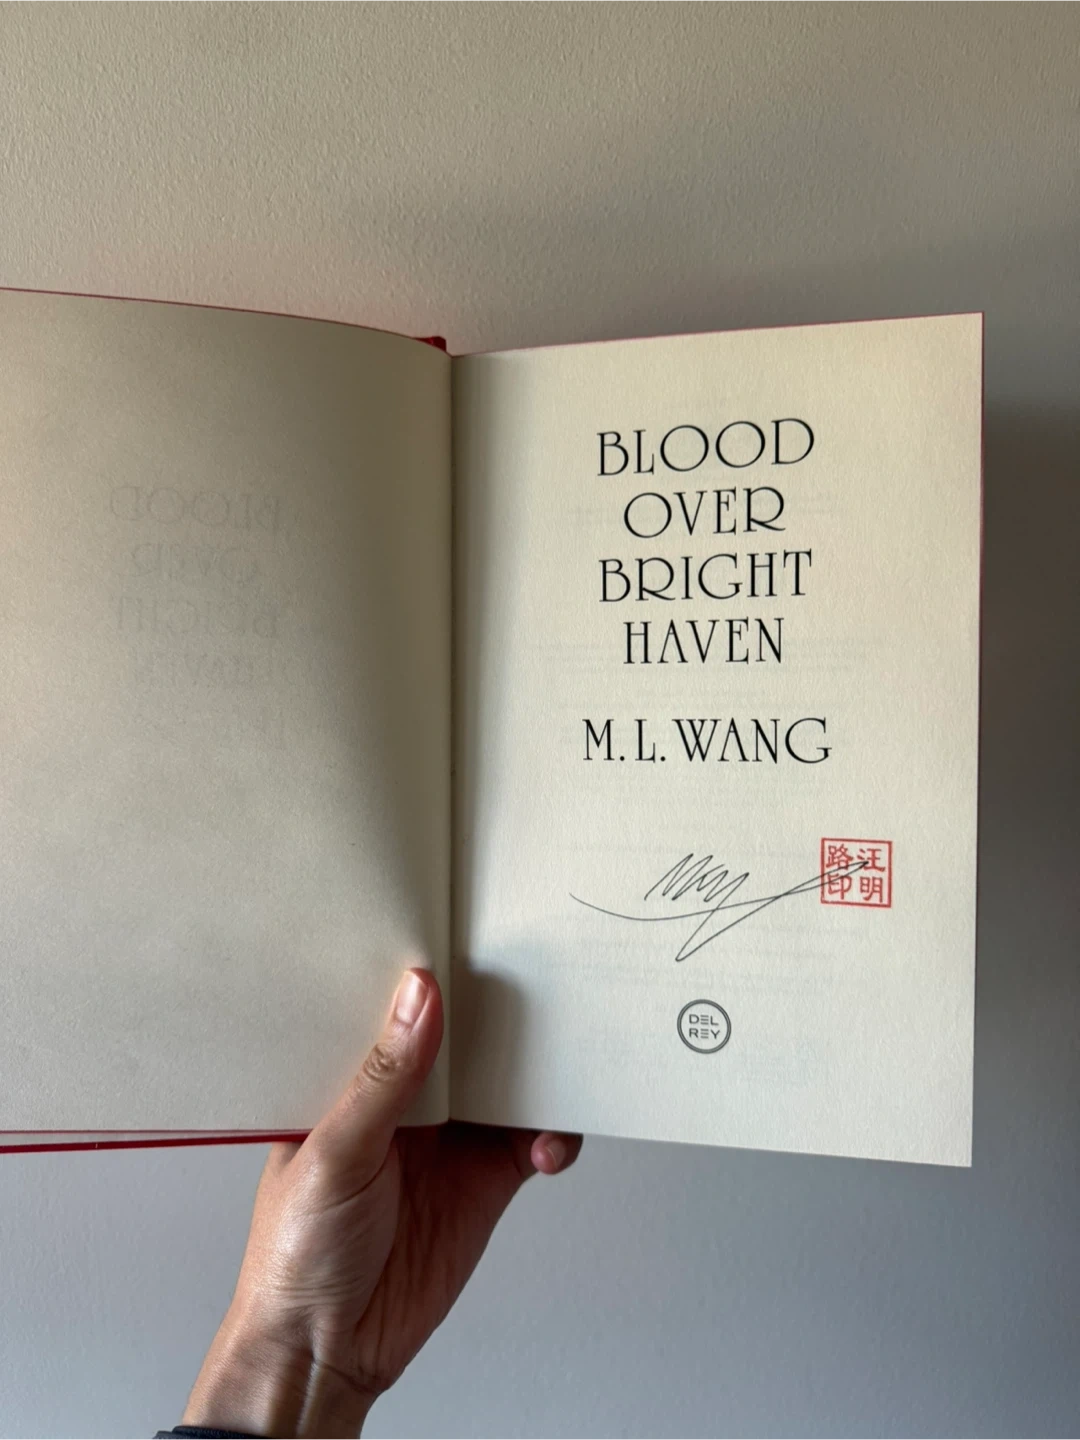 BLOOD
OVER
BRIGHT
HAVEN
M. L. WANG
汪明
路印
DEL
REY